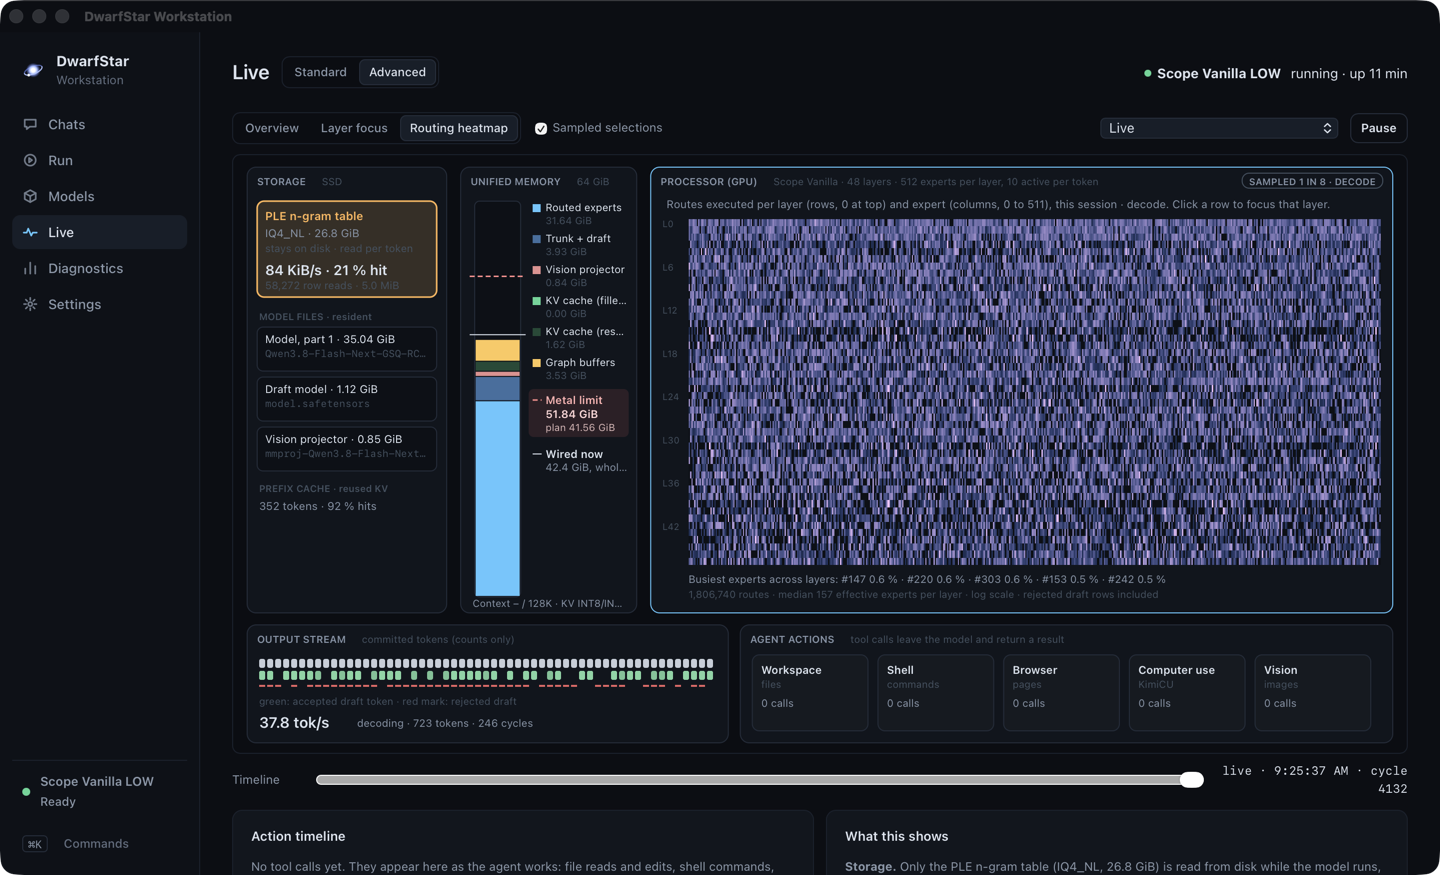 DwarfStar Workstation
DwarfStar
Workstation
Chats
Run
Models
Live
Diagnostics
Settings
Scope Vanilla LOW
Ready
⌘K Commands
Live
Standard
Advanced
Scope Vanilla LOW running · up 11 min
Overview
Layer focus
Routing heatmap
Sampled selections
Live
Pause
STORAGE SSD
PLE n-gram table
IQ4_NL · 26.8 GiB
stays on disk · read per token
84 KiB/s · 21 % hit
58,272 row reads · 5.0 MiB
MODEL FILES · resident
Model, part 1 · 35.04 GiB
Qwen3.8-Flash-Next-GSQ-RC…
Draft model · 1.12 GiB
model.safetensors
Vision projector · 0.85 GiB
mmproj-Qwen3.8-Flash-Next…
PREFIX CACHE · reused KV
352 tokens · 92 % hits
UNIFIED MEMORY 64 GiB
Routed experts
31.64 GiB
Trunk + draft
3.93 GiB
Vision projector
0.84 GiB
KV cache (fille…
0.00 GiB
KV cache (res…
1.62 GiB
Graph buffers
3.53 GiB
Metal limit
51.84 GiB
plan 41.56 GiB
Wired now
42.4 GiB, whol…
Context – / 128K · KV INT8/IN…
PROCESSOR (GPU) Scope Vanilla · 48 layers · 512 experts per layer, 10 active per token
SAMPLED 1 IN 8 · DECODE
Routes executed per layer (rows, 0 at top) and expert (columns, 0 to 511), this session · decode. Click a row to focus that layer.
L0
L6
L12
L18
L24
L30
L36
L42
Busiest experts across layers: #147 0.6 % · #220 0.6 % · #303 0.6 % · #153 0.5 % · #242 0.5 %
1,806,740 routes · median 157 effective experts per layer · log scale · rejected draft rows included
OUTPUT STREAM committed tokens (counts only)
green: accepted draft token · red mark: rejected draft
37.8 tok/s decoding · 723 tokens · 246 cycles
AGENT ACTIONS tool calls leave the model and return a result
Workspace
files
0 calls
Shell
commands
0 calls
Browser
pages
0 calls
Computer use
KimiCU
0 calls
Vision
images
0 calls
Timeline
live · 9:25:37 AM · cycle
4132
Action timeline
No tool calls yet. They appear here as the agent works: file reads and edits, shell commands,
What this shows
Storage. Only the PLE n-gram table (IQ4_NL, 26.8 GiB) is read from disk while the model runs,